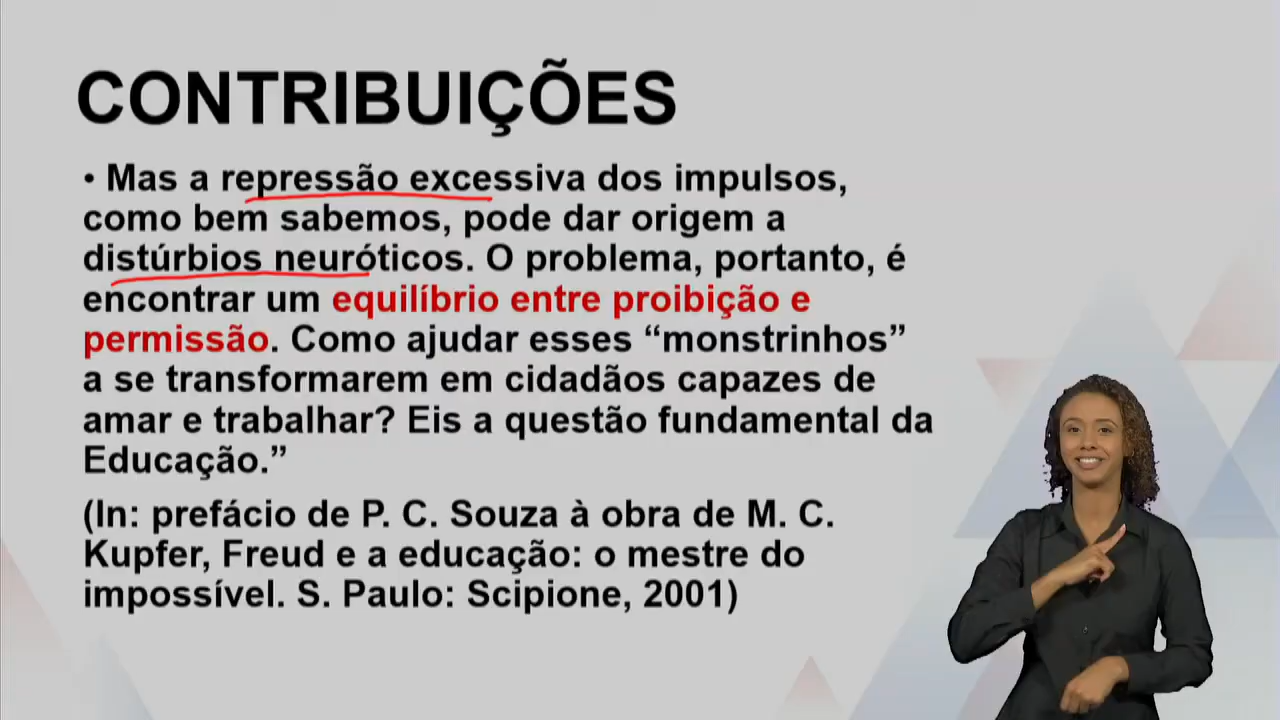 CONTRIBUIÇÕES
• Mas a repressão excessiva dos impulsos,
como bem sabemos, pode dar origem a
distúrbios neuróticos. O problema, portanto, é
encontrar um equilíbrio entre proibição e
permissão. Como ajudar esses “monstrinhos”
a se transformarem em cidadãos capazes de
amar e trabalhar? Eis a questão fundamental da
Educação.”
(In: prefácio de P. C. Souza à obra de M. C.
Kupfer, Freud e a educação: o mestre do
impossível. S. Paulo: Scipione, 2001)